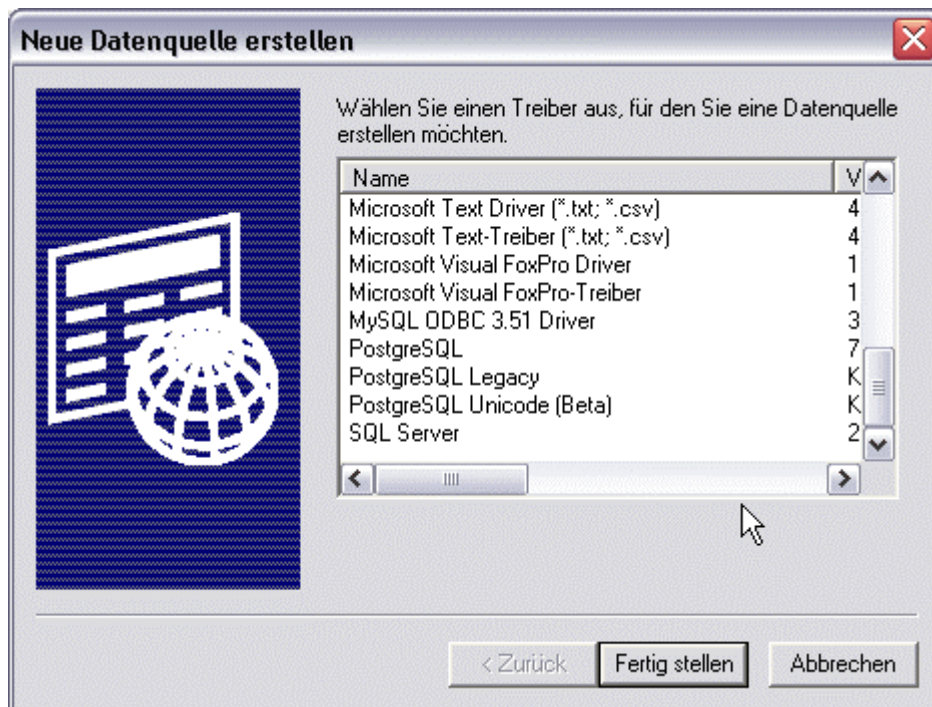 Neue Datenquelle erstellen
Wählen Sie einen Treiber aus, für den Sie eine Datenquelle
erstellen möchten.
Name V
Microsoft Text Driver (*.txt; *.csv) 4
Microsoft Text-Treiber (*.txt; *.csv) 4
Microsoft Visual FoxPro Driver 1
Microsoft Visual FoxPro-Treiber 1
MySQL ODBC 3.51 Driver 3
PostgreSQL 7
PostgreSQL Legacy K
PostgreSQL Unicode (Beta) K
SQL Server 2
< Zurück Fertig stellen Abbrechen